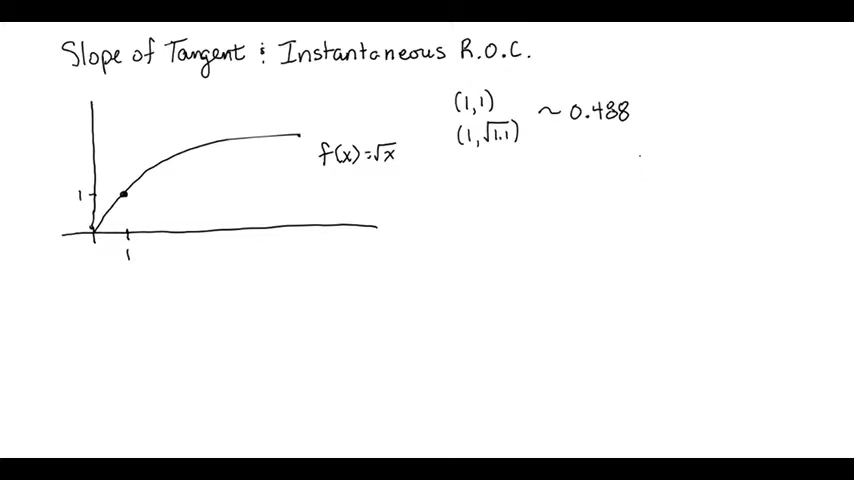 Slope of Tangent & Instantaneous R.O.C.
(1,1)
(1,√1.1)
~ 0.488
f(x)=√x
1
1